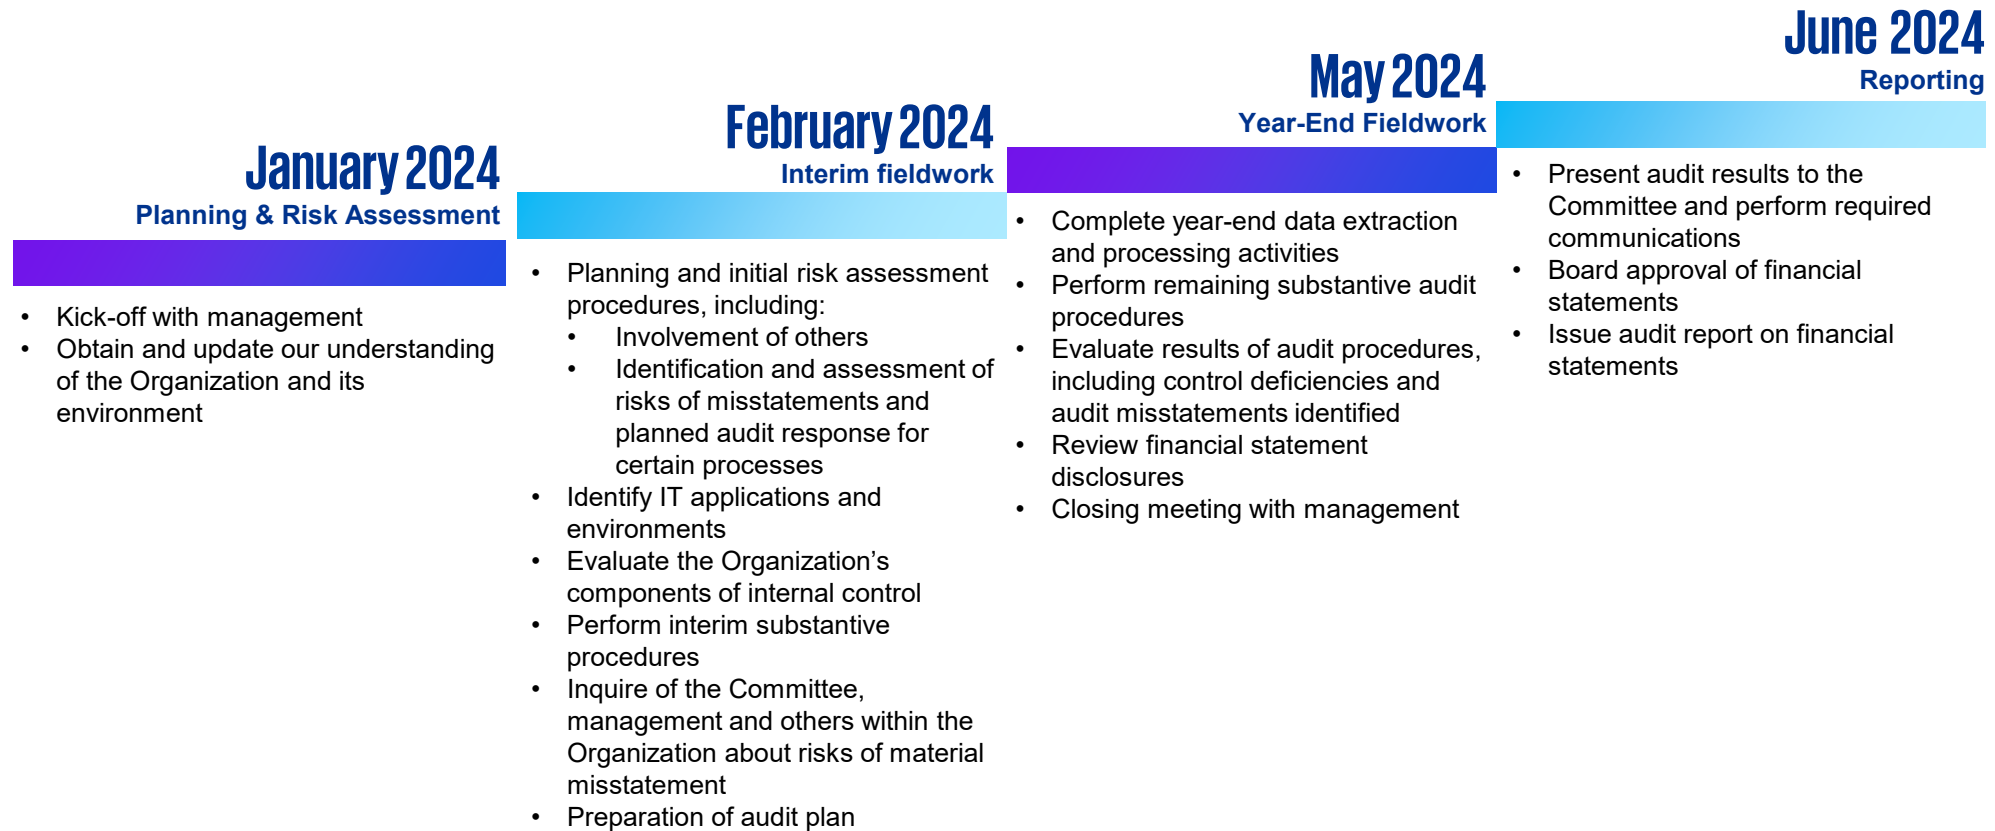 January 2024
Planning & Risk Assessment
• Kick-off with management
• Obtain and update our understanding
of the Organization and its
environment
February 2024
Interim fieldwork
• Planning and initial risk assessment
procedures, including:
• Involvement of others
• Identification and assessment of
risks of misstatements and
planned audit response for
certain processes
• Identify IT applications and
environments
• Evaluate the Organization’s
components of internal control
• Perform interim substantive
procedures
• Inquire of the Committee,
management and others within the
Organization about risks of material
misstatement
• Preparation of audit plan
May 2024
Year-End Fieldwork
• Complete year-end data extraction
and processing activities
• Perform remaining substantive audit
procedures
• Evaluate results of audit procedures,
including control deficiencies and
audit misstatements identified
• Review financial statement
disclosures
• Closing meeting with management
June 2024
Reporting
• Present audit results to the
Committee and perform required
communications
• Board approval of financial
statements
• Issue audit report on financial
statements